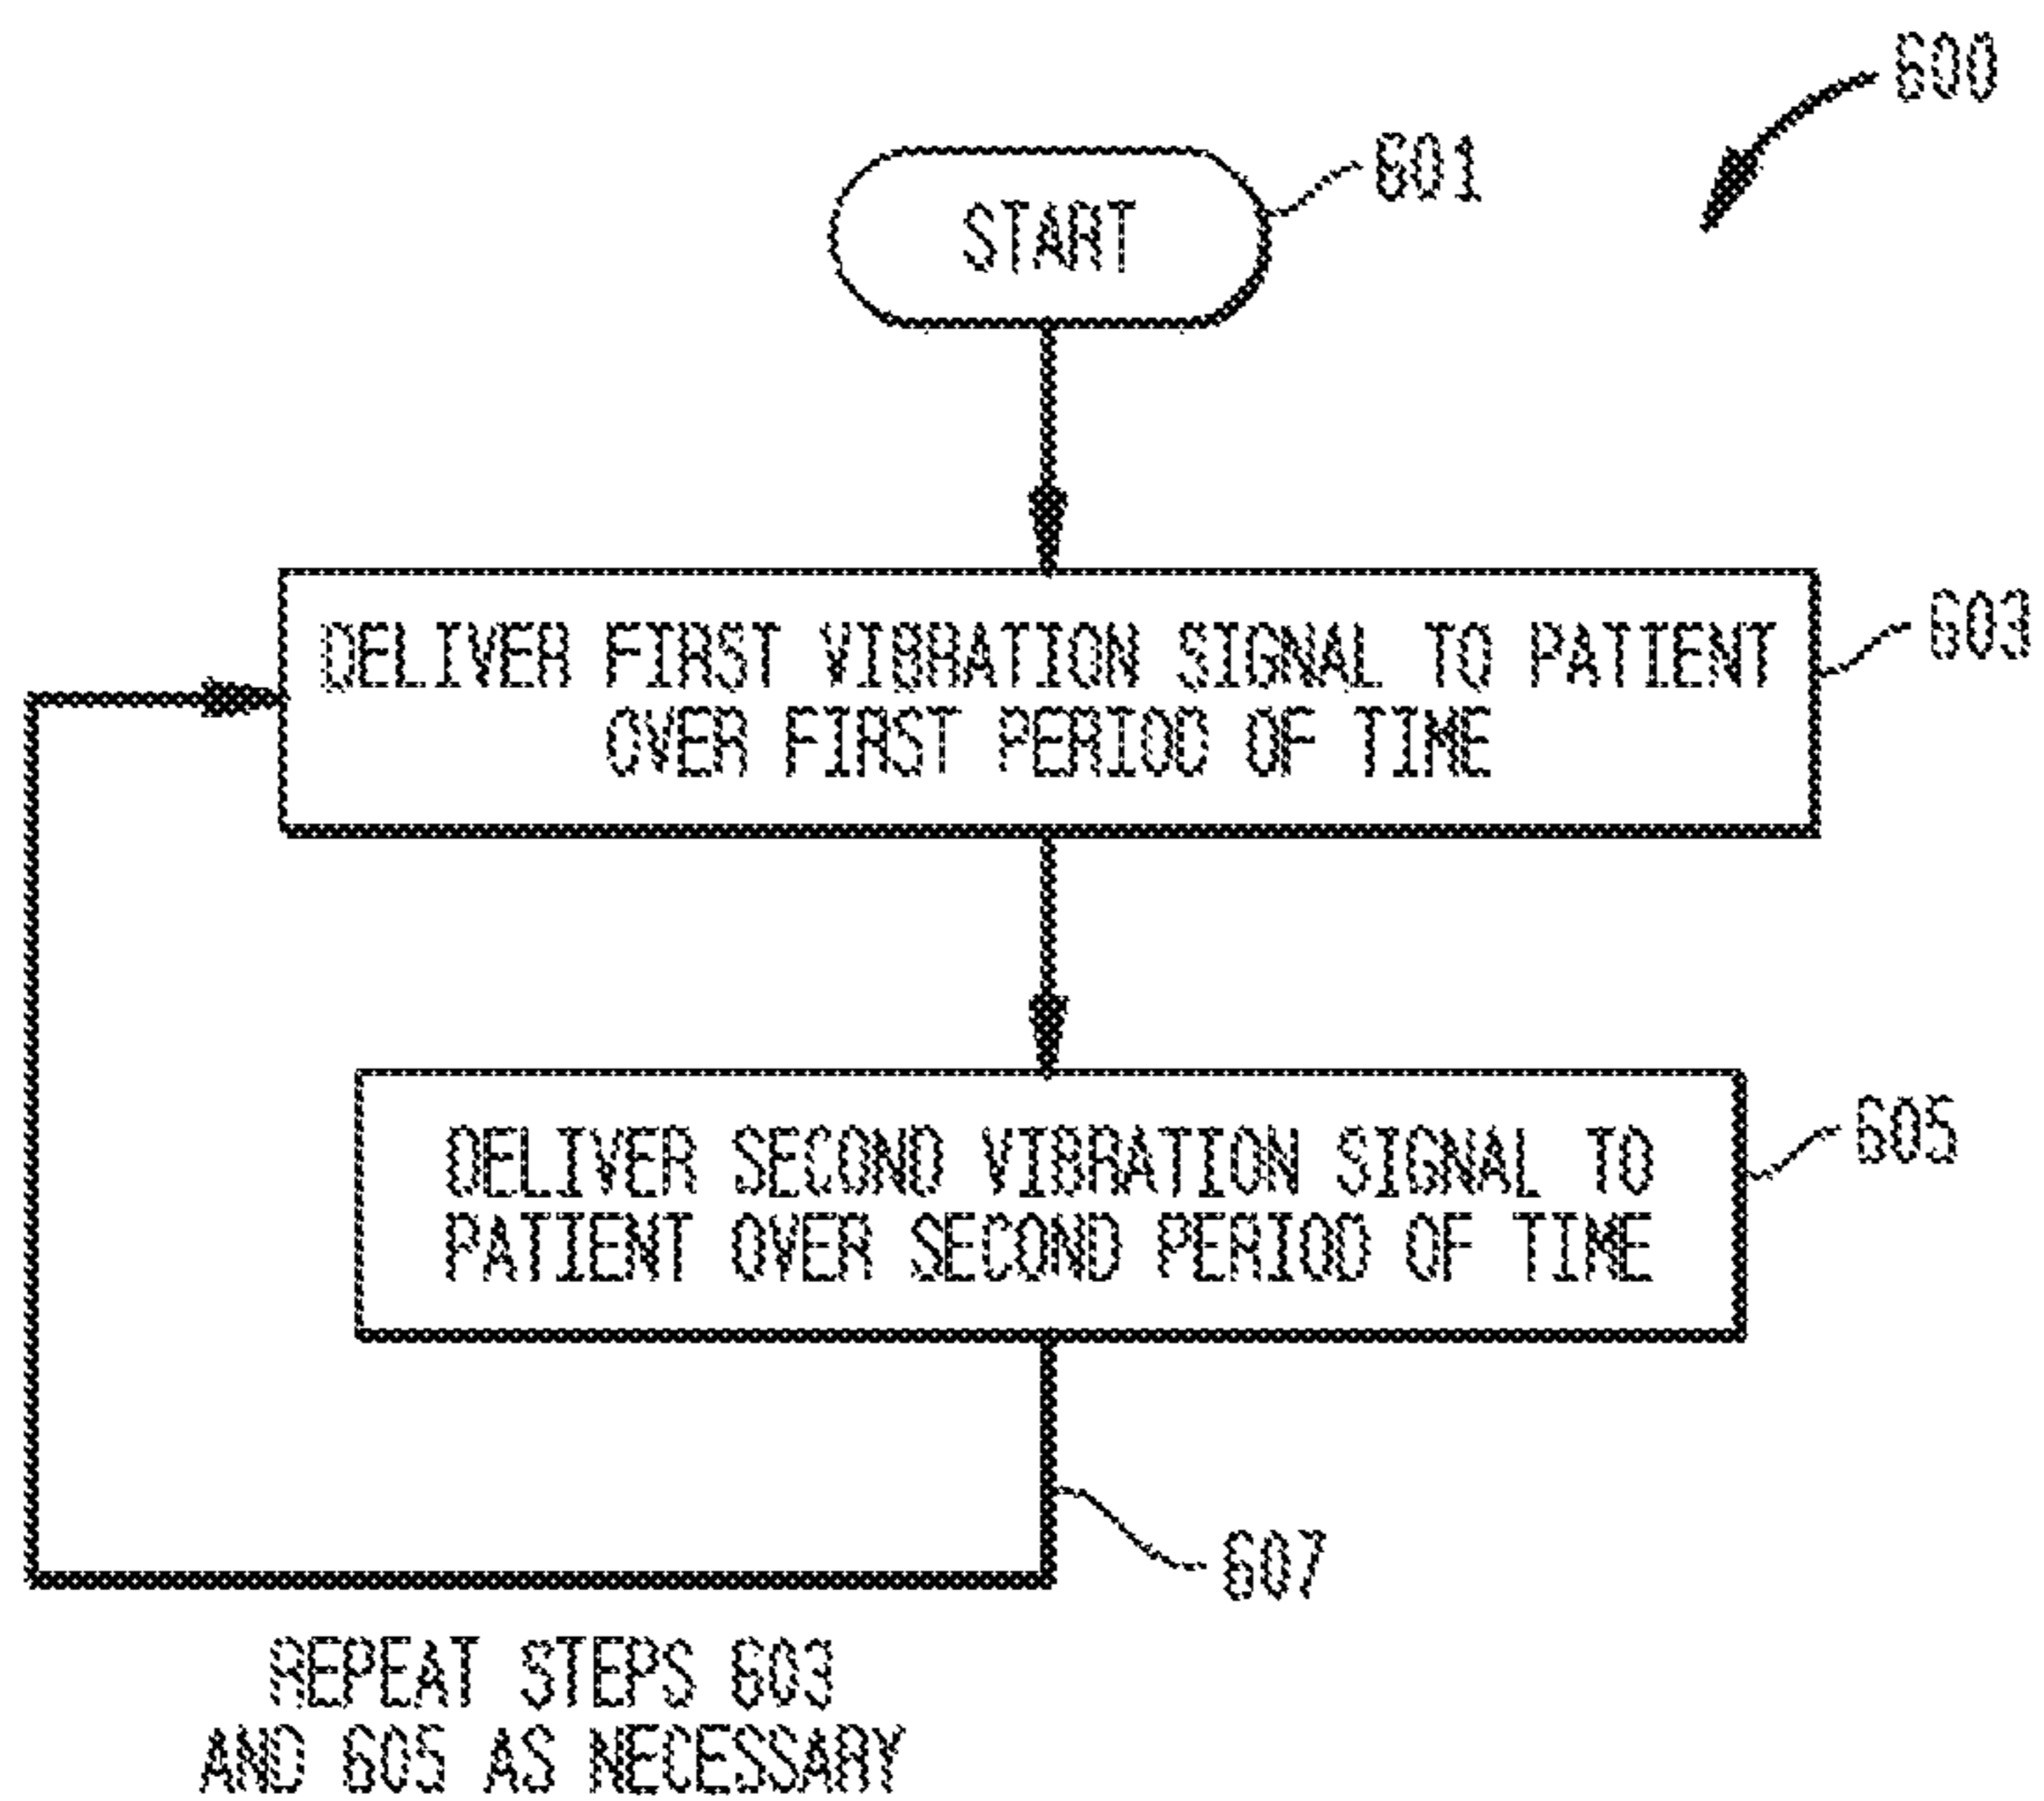 600
START
601
DELIVER FIRST VIBRATION SIGNAL TO PATIENT
OVER FIRST PERIOD OF TIME
603
DELIVER SECOND VIBRATION SIGNAL TO
PATIENT OVER SECOND PERIOD OF TIME
605
607
REPEAT STEPS 603
AND 605 AS NECESSARY